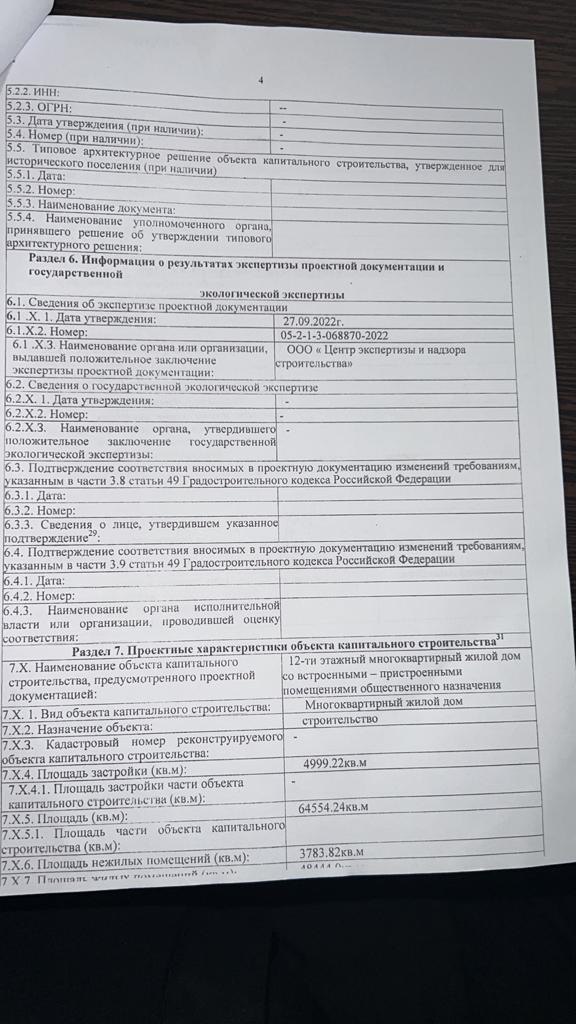 4
5.2.2. ИНН:
5.2.3. ОГРН: --
5.3. Дата утверждения (при наличии): -
5.4. Номер (при наличии): -
5.5. Типовое архитектурное решение объекта капитального строительства, утвержденное для
исторического поселения (при наличии)
5.5.1. Дата:
5.5.2. Номер:
5.5.3. Наименование документа:
5.5.4. Наименование уполномоченного органа,
принявшего решение об утверждении типового
архитектурного решения:
Раздел 6. Информация о результатах экспертизы проектной документации и
государственной
экологической экспертизы
6.1. Сведения об экспертизе проектной документации
6.1 .X. 1. Дата утверждения: 27.09.2022г.
6.1.X.2. Номер: 05-2-1-3-068870-2022
6.1 .X.3. Наименование органа или организации,
выдавшей положительное заключение
экспертизы проектной документации:
ООО « Центр экспертизы и надзора
строительства»
6.2. Сведения о государственной экологической экспертизе
6.2.X. 1. Дата утверждения: -
6.2.X.2. Номер: -
6.2.X.3. Наименование органа, утвердившего
положительное заключение государственной
экологической экспертизы:
-
6.3. Подтверждение соответствия вносимых в проектную документацию изменений требованиям,
указанным в части 3.8 статьи 49 Градостроительного кодекса Российской Федерации
6.3.1. Дата:
6.3.2. Номер:
6.3.3. Сведения о лице, утвердившем указанное
подтверждение29:
6.4. Подтверждение соответствия вносимых в проектную документацию изменений требованиям,
указанным в части 3.9 статьи 49 Градостроительного кодекса Российской Федерации
6.4.1. Дата:
6.4.2. Номер:
6.4.3. Наименование органа исполнительной
власти или организации, проводившей оценку
соответствия:
Раздел 7. Проектные характеристики объекта капитального строительства31
7.X. Наименование объекта капитального
строительства, предусмотренного проектной
документацией:
12-ти этажный многоквартирный жилой дом
со встроенными – пристроенными
помещениями общественного назначения
7.X. 1. Вид объекта капитального строительства: Многоквартирный жилой дом
7.X.2. Назначение объекта: строительство
7.X.3. Кадастровый номер реконструируемого
объекта капитального строительства:
-
7.X.4. Площадь застройки (кв.м): 4999.22кв.м
7.X.4.1. Площадь застройки части объекта
капитального строительства (кв.м):
-
7.X.5. Площадь (кв.м): 64554.24кв.м
7.X.5.1. Площадь части объекта капитального
строительства (кв.м):
7.X.6. Площадь нежилых помещений (кв.м): 3783.82кв.м
7.X.7. Площадь жилых помещений (кв.м):